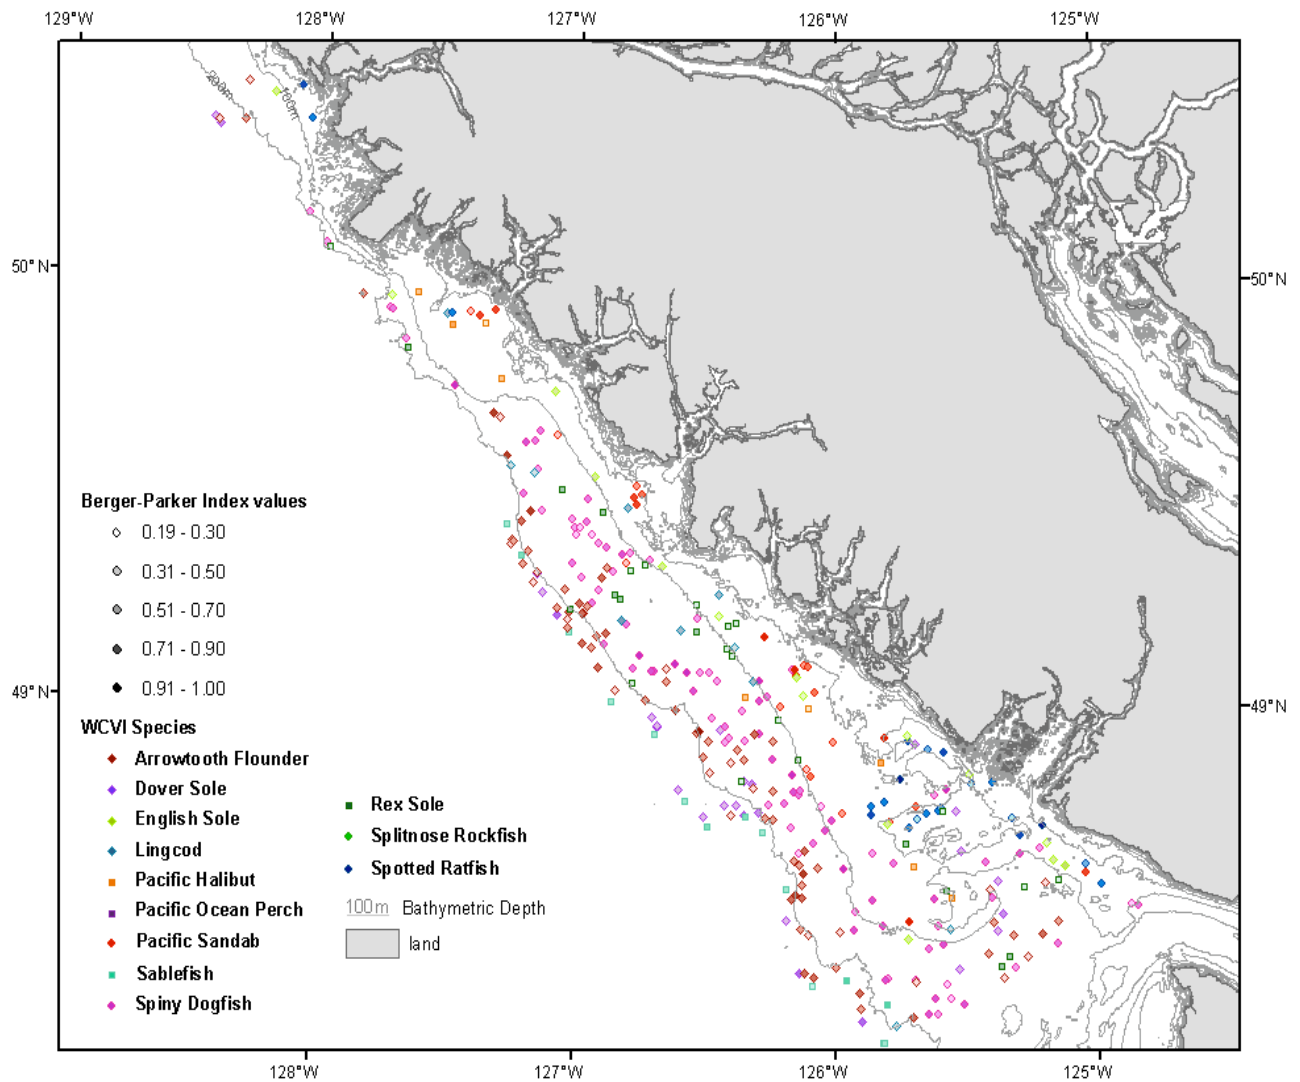 129°W 128°W 127°W 126°W 125°W
200m
100m
50°N 50°N
Berger-Parker Index values
0.19 - 0.30
0.31 - 0.50
0.51 - 0.70
0.71 - 0.90
0.91 - 1.00
49°N 49°N
WCVI Species
Arrowtooth Flounder
Dover Sole
English Sole
Lingcod
Pacific Halibut
Pacific Ocean Perch
Pacific Sandab
Sablefish
Spiny Dogfish
Rex Sole
Splitnose Rockfish
Spotted Ratfish
100m Bathymetric Depth
land
128°W 127°W 126°W 125°W